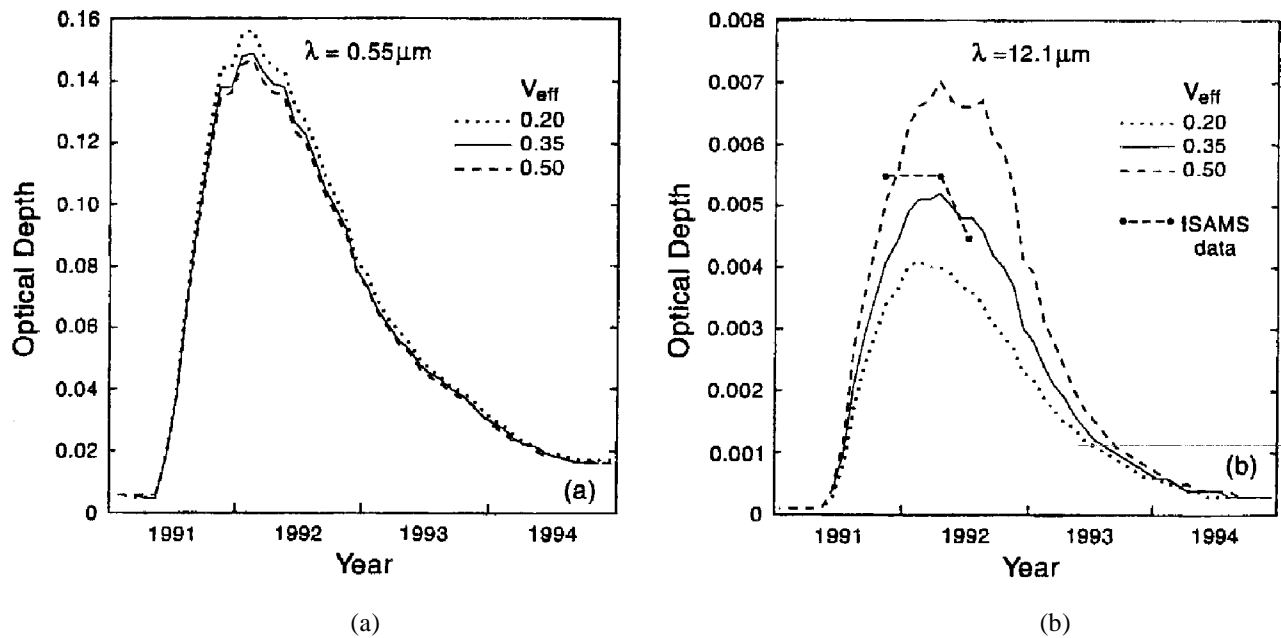 0.16
0.14
0.12
0.10
0.08
0.06
0.04
0.02
0
Optical Depth
λ = 0.55µm
Veff
0.20
0.35
0.50
(a)
1991 1992 1993 1994
Year
(a)
0.008
0.007
0.006
0.005
0.004
0.003
0.002
0.001
0
Optical Depth
λ =12.1µm
Veff
0.20
0.35
0.50
ISAMS
data
(b)
1991 1992 1993 1994
Year
(b)